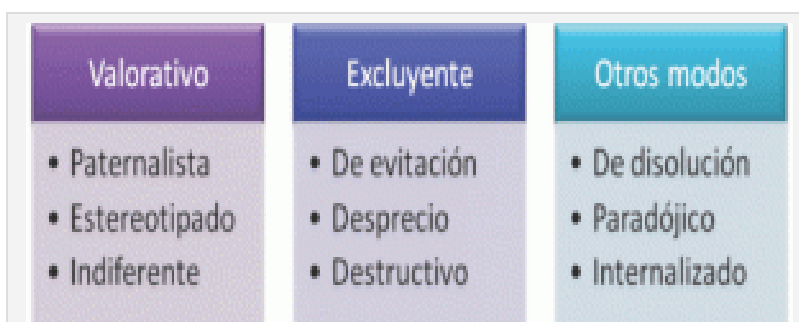 Valorativo
• Paternalista
• Estereotipado
• Indiferente
Excluyente
• De evitación
• Desprecio
• Destructivo
Otros modos
• De disolución
• Paradójico
• Internalizado